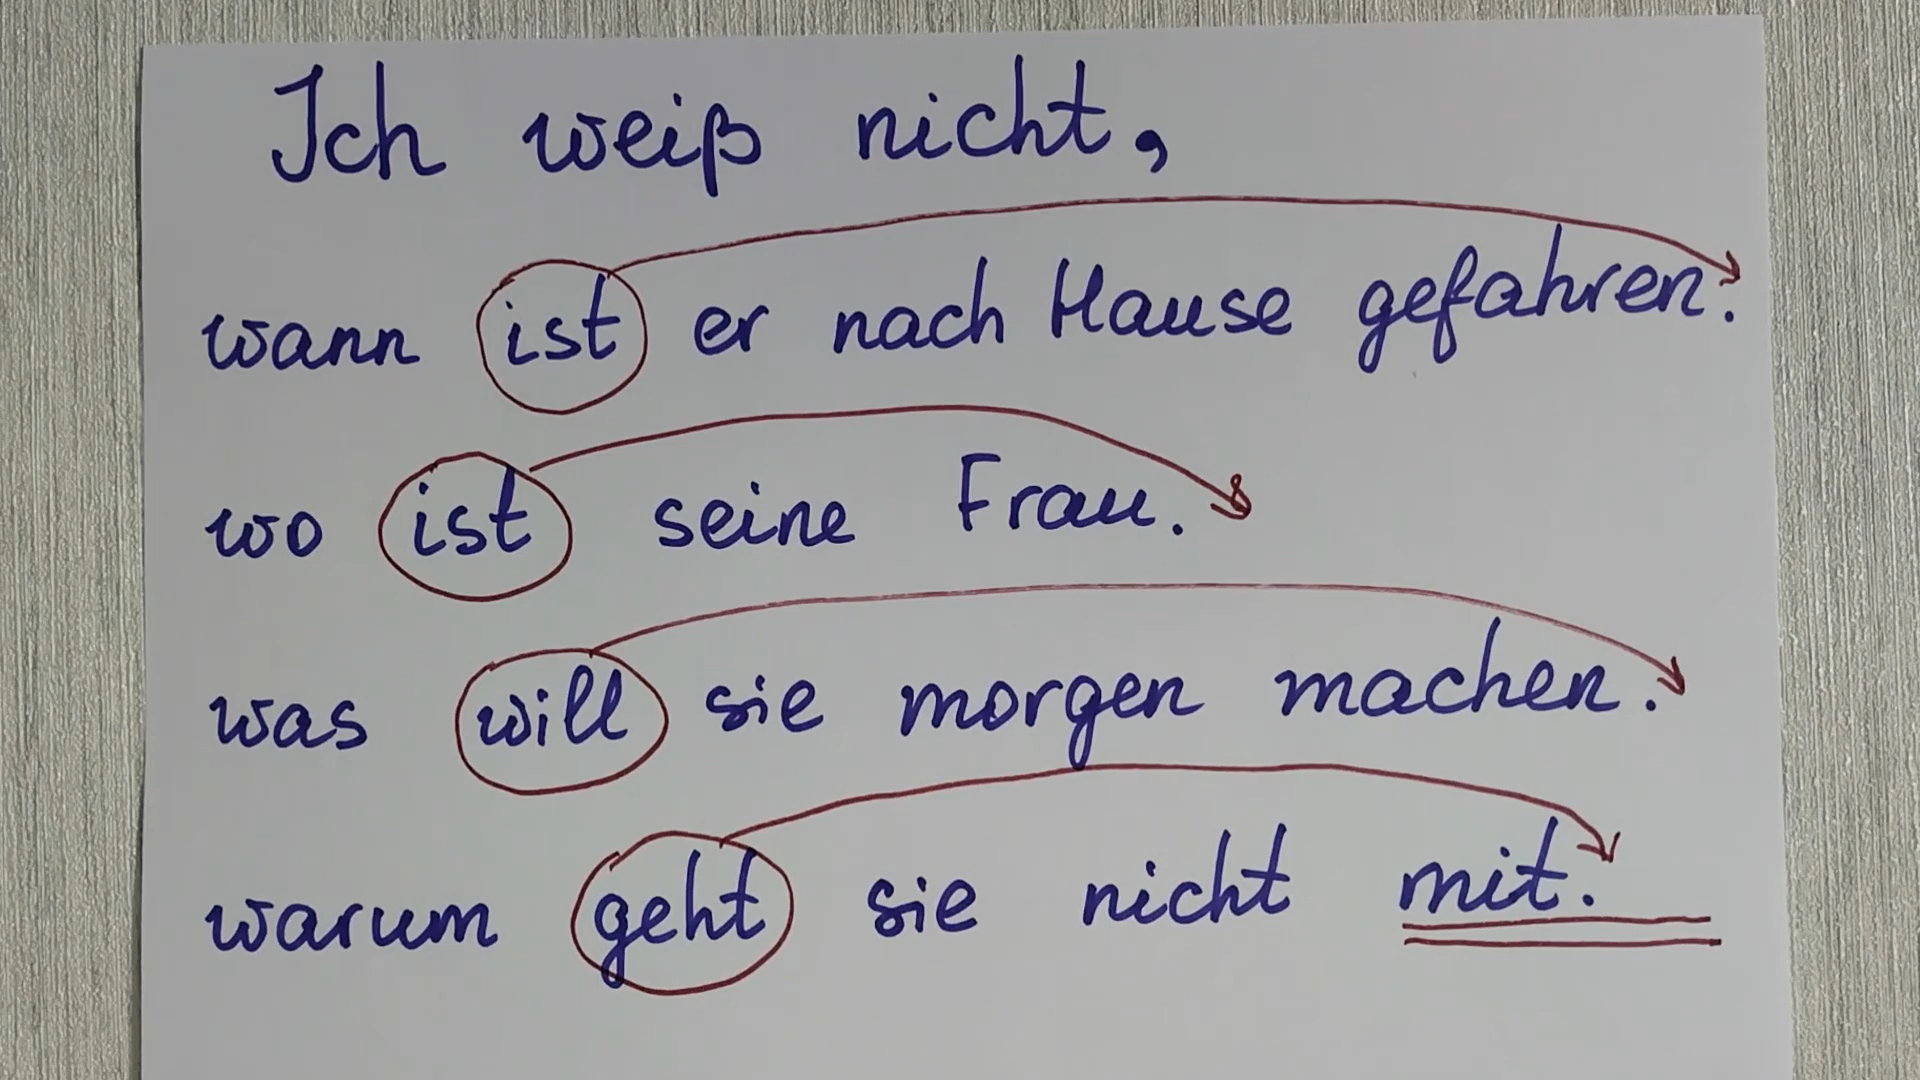 Ich weiß nicht,
wann ist er nach Hause gefahren.
wo ist seine Frau.
was will sie morgen machen.
warum geht sie nicht mit.